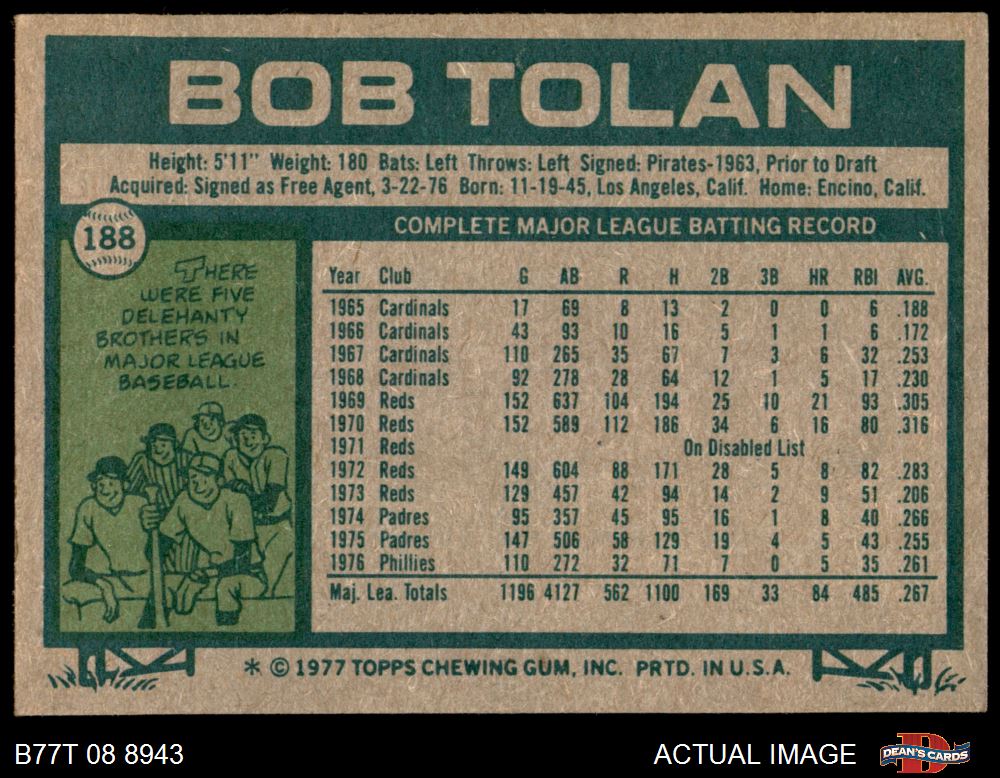 BOB TOLAN
Height: 5'11" Weight: 180 Bats: Left Throws: Left Signed: Pirates-1963, Prior to Draft
Acquired: Signed as Free Agent, 3-22-76 Born: 11-19-45, Los Angeles, Calif. Home: Encino, Calif.
188
THERE
WERE FIVE
DELEHANTY
BROTHERS IN
MAJOR LEAGUE
BASEBALL.
COMPLETE MAJOR LEAGUE BATTING RECORD
Year Club G AB R H 2B 3B HR RBI AVG.
1965 Cardinals 17 69 8 13 2 0 0 6 .188
1966 Cardinals 43 93 10 16 5 1 1 6 .172
1967 Cardinals 110 265 35 67 7 3 6 32 .253
1968 Cardinals 92 278 28 64 12 1 5 17 .230
1969 Reds 152 637 104 194 25 10 21 93 .305
1970 Reds 152 589 112 186 34 6 16 80 .316
1971 Reds On Disabled List
1972 Reds 149 604 88 171 28 5 8 82 .283
1973 Reds 129 457 42 94 14 2 9 51 .206
1974 Padres 95 357 45 95 16 1 8 40 .266
1975 Padres 147 506 58 129 19 4 5 43 .255
1976 Phillies 110 272 32 71 7 0 5 35 .261
Maj. Lea. Totals 1196 4127 562 1100 169 33 84 485 .267
* © 1977 TOPPS CHEWING GUM, INC. PRTD. IN U.S.A.
B77T 08 8943
ACTUAL IMAGE
D
DEAN'S CARDS